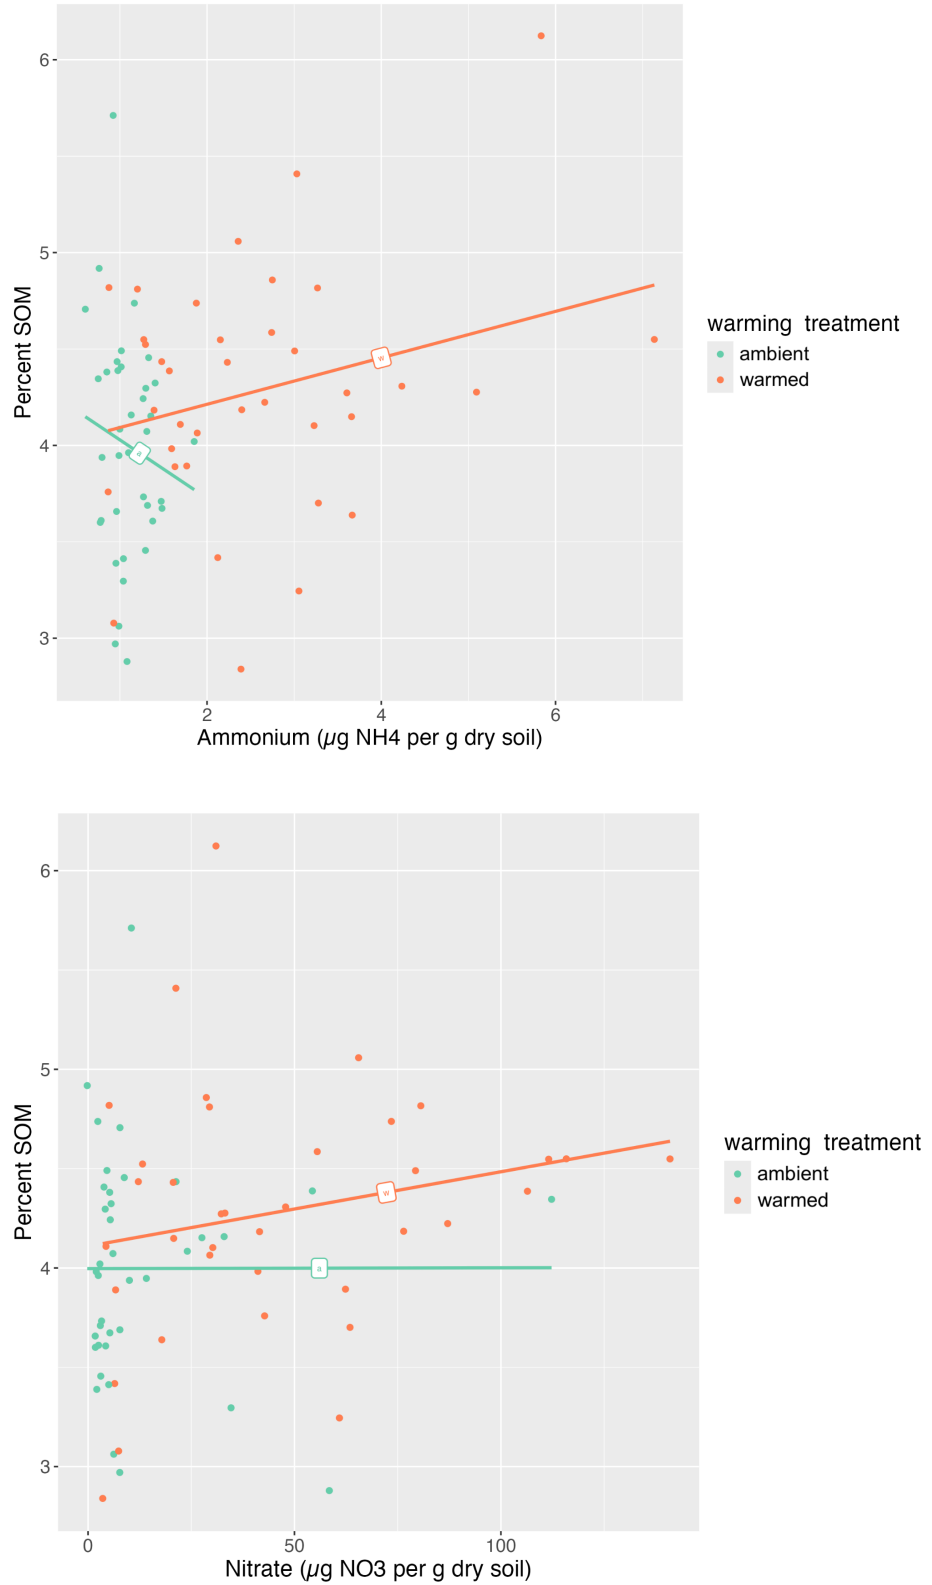 6
5
4
3
Percent SOM
w
a
2 4 6
Ammonium (µg NH4 per g dry soil)
warming treatment
ambient
warmed
6
5
4
3
Percent SOM
w
a
0 50 100
Nitrate (µg NO3 per g dry soil)
warming treatment
ambient
warmed